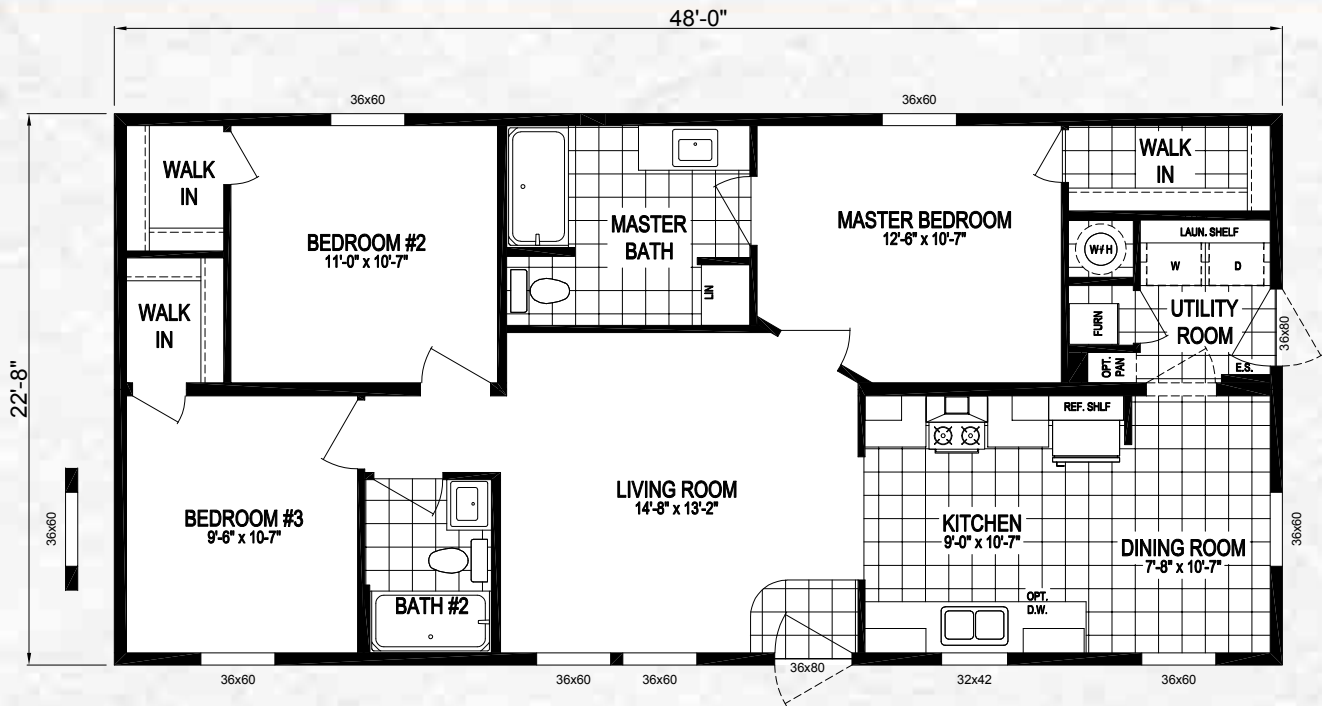 48'-0"
36x60
36x60
22'-8"
WALK
IN
BEDROOM #2
11'-0" x 10'-7"
MASTER
BATH
LIN
MASTER BEDROOM
12'-6" x 10'-7"
WALK
IN
W/H
LAUN. SHELF
W
D
UTILITY
ROOM
FURN
OPT.
PAN
E.S.
36x80
WALK
IN
REF. SHLF
BEDROOM #3
9'-6" x 10-7"
36x60
LIVING ROOM
14'-8" x 13'-2"
KITCHEN
9'-0" x 10'-7"
DINING ROOM
7'-8" x 10'-7"
36x60
BATH #2
OPT.
D.W.
36x60
36x60
36x60
36x80
32x42
36x60